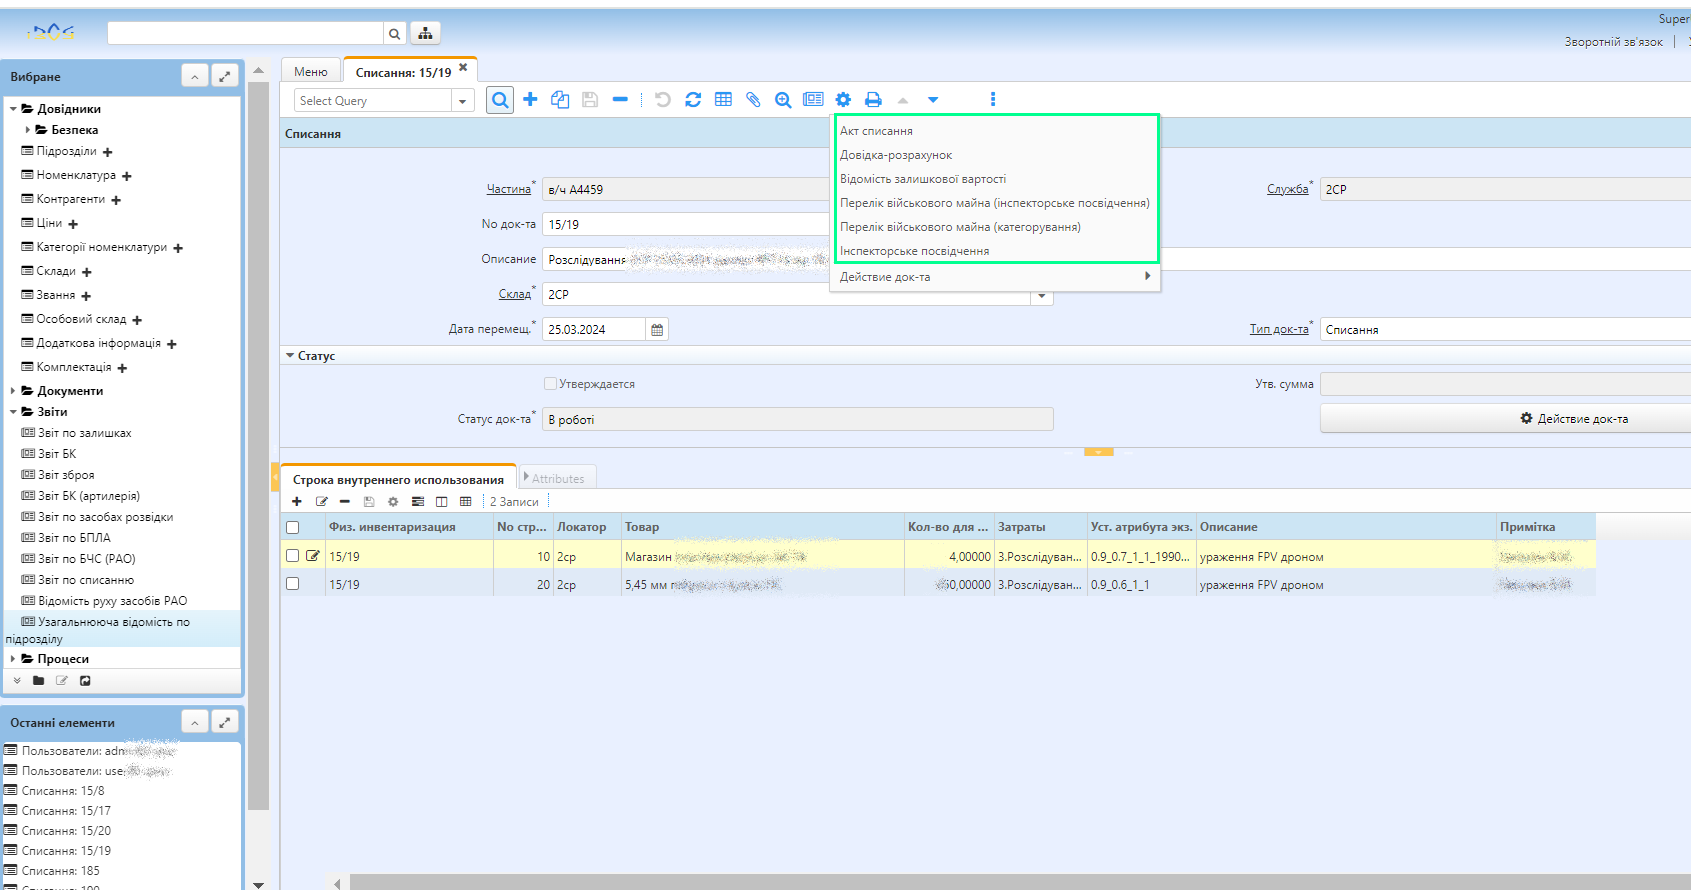 Super
Зворотній зв'язок
Вибране
Довідники
Безпека
Підрозділи
Номенклатура
Контрагенти
Ціни
Категорії номенклатури
Склади
Звання
Особовий склад
Додаткова інформація
Комплектація
Документи
Звіти
Звіт по залишках
Звіт БК
Звіт зброя
Звіт БК (артилерія)
Звіт по засобах розвідки
Звіт по БПЛА
Звіт по БЧС (РАО)
Звіт по списанню
Відомість руху засобів РАО
Узагальнююча відомість по
підрозділу
Процеси
Останні елементи
Пользователи: adm
Пользователи: use
Списання: 15/8
Списання: 15/17
Списання: 15/20
Списання: 15/19
Списання: 185
Списання: 190
Меню
Списання: 15/19
Select Query
Списання
Акт списання
Довідка-розрахунок
Відомість залишкової вартості
Перелік військового майна (інспекторське посвідчення)
Перелік військового майна (категорування)
Інспекторське посвідчення
Действие док-та
Частина* в/ч А4459
Служба* 2СР
No док-та 15/19
Описание Розслідування
Склад* 2СР
Дата перемещ.* 25.03.2024
Тип док-та* Списання
Статус
Утверждается
Утв. сумма
Статус док-та* В роботі
Действие док-та
Строка внутреннего использования
Attributes
2 Записи
Физ. инвентаризация No стр... Локатор Товар Кол-во для ... Затраты Уст. атрибута экз. Описание Примітка
15/19 10 2ср Магазин 4,00000 3.Розслідуван... 0.9_0.7_1_1_1990... ураження FPV дроном
15/19 20 2ср 5,45 мм 60,00000 3.Розслідуван... 0.9_0.6_1_1 ураження FPV дроном